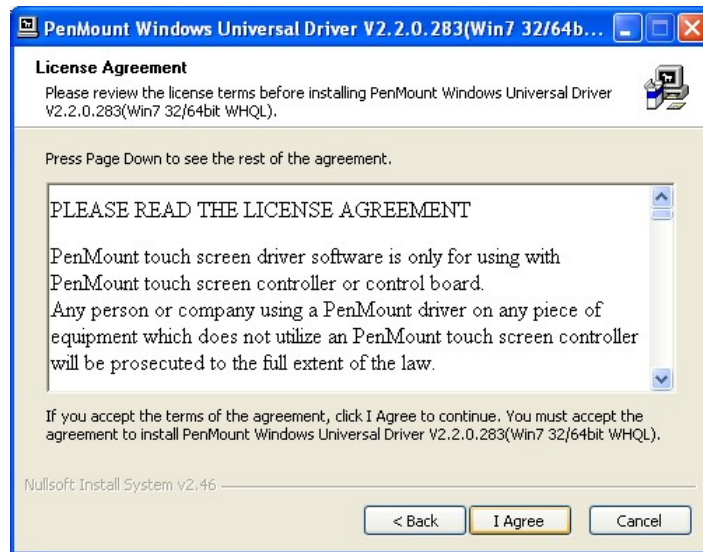 PenMount Windows Universal Driver V2.2.0.283(Win7 32/64b...
License Agreement
Please review the license terms before installing PenMount Windows Universal Driver
V2.2.0.283(Win7 32/64bit WHQL).
Press Page Down to see the rest of the agreement.
PLEASE READ THE LICENSE AGREEMENT
PenMount touch screen driver software is only for using with
PenMount touch screen controller or control board.
Any person or company using a PenMount driver on any piece of
equipment which does not utilize an PenMount touch screen controller
will be prosecuted to the full extent of the law.
If you accept the terms of the agreement, click I Agree to continue. You must accept the
agreement to install PenMount Windows Universal Driver V2.2.0.283(Win7 32/64bit WHQL).
Nullsoft Install System v2.46
< Back I Agree Cancel